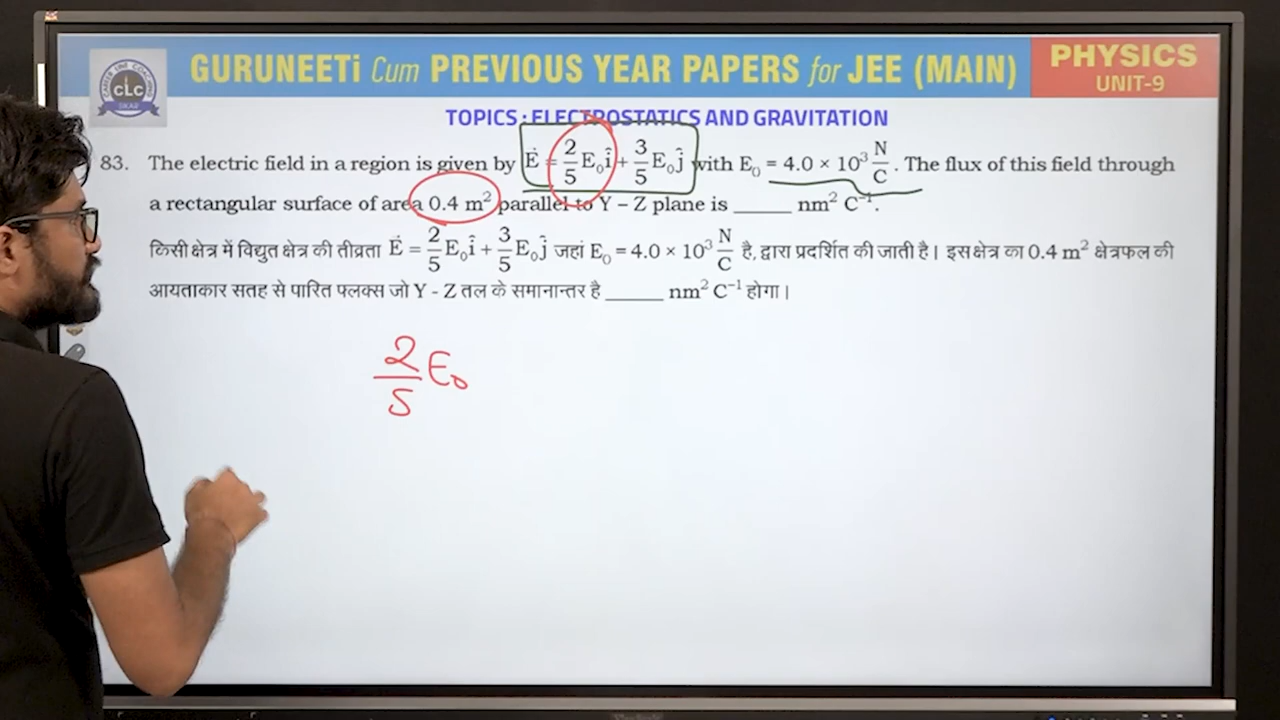 GURUNEETi Cum PREVIOUS YEAR PAPERS for JEE (MAIN)
PHYSICS
UNIT-9
CLC
SIKAR
TOPICS : ELECTROSTATICS AND GRAVITATION
83. The electric field in a region is given by E = 2/5 E₀î + 3/5 E₀ĵ with E₀ = 4.0 × 10³ N/C. The flux of this field through
a rectangular surface of area 0.4 m² parallel to Y – Z plane is ______ nm² C⁻¹.
किसी क्षेत्र में विद्युत क्षेत्र की तीव्रता E = 2/5 E₀î + 3/5 E₀ĵ जहां E₀ = 4.0 × 10³ N/C है, द्वारा प्रदर्शित की जाती है। इस क्षेत्र का 0.4 m² क्षेत्रफल की
आयताकार सतह से पारित फ्लक्स जो Y - Z तल के समानान्तर है ______ nm² C⁻¹ होगा।
2/5 E₀